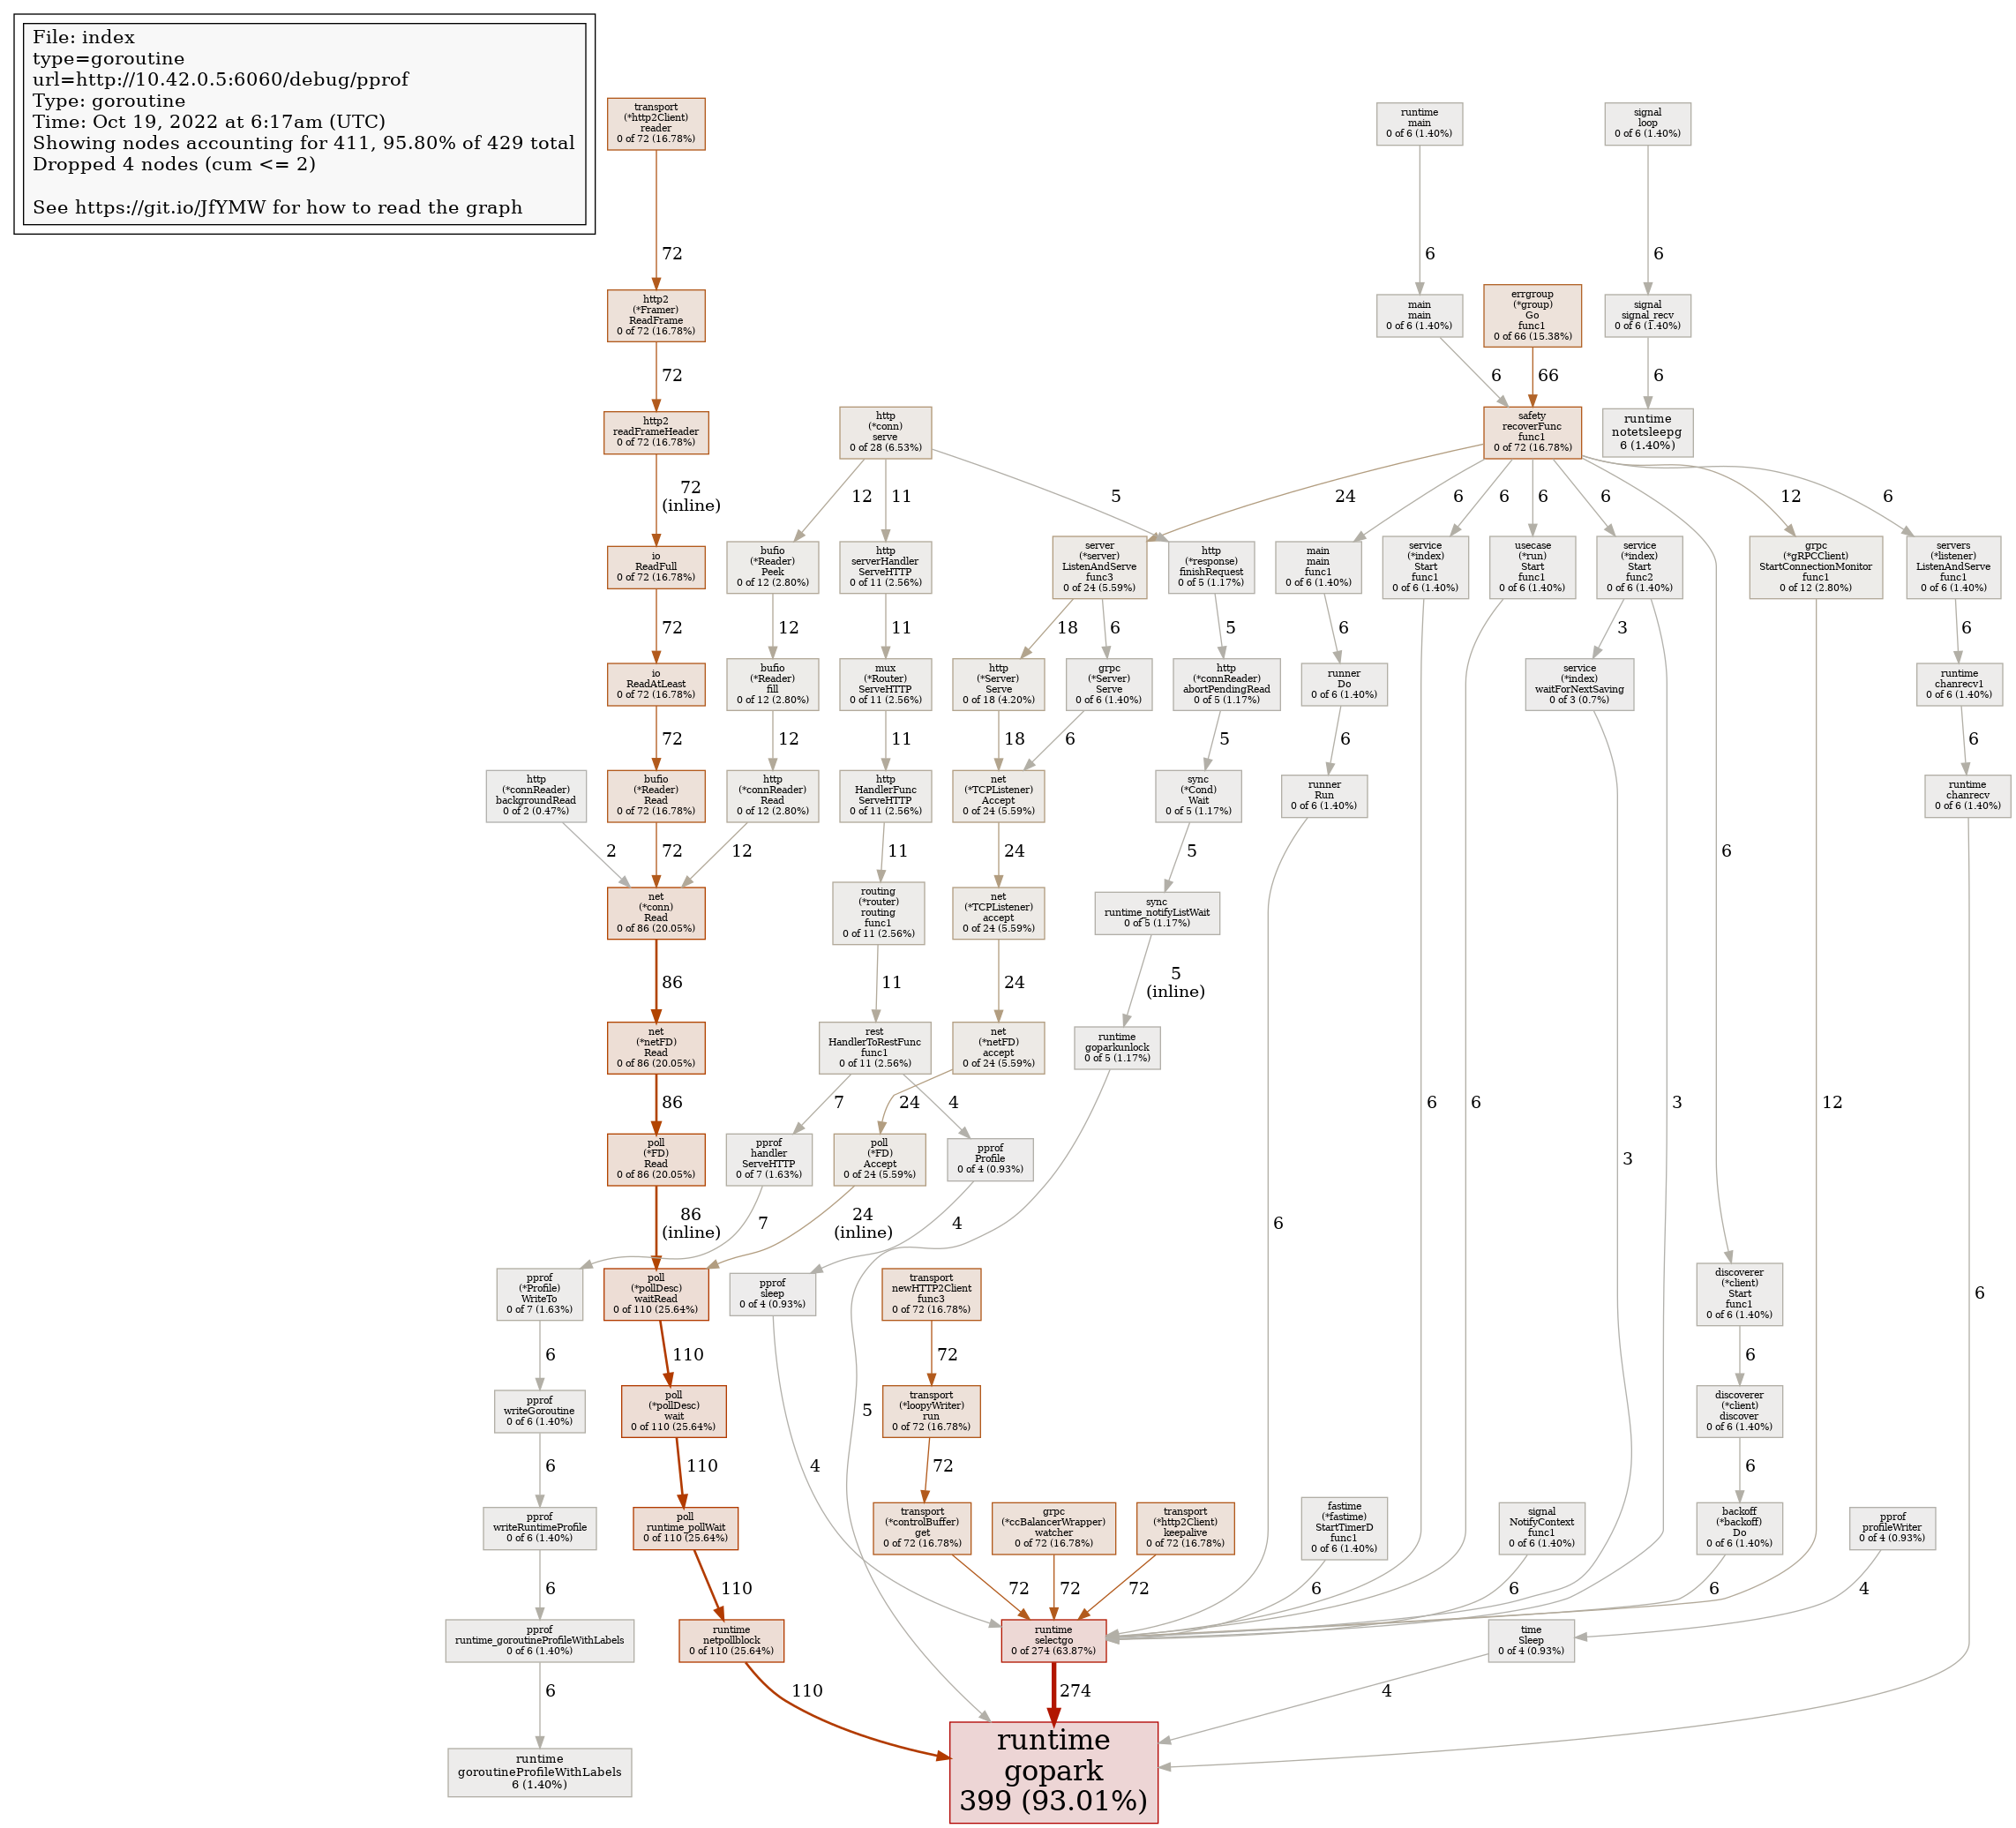 File: index
type=goroutine
url=http://10.42.0.5:6060/debug/pprof
Type: goroutine
Time: Oct 19, 2022 at 6:17am (UTC)
Showing nodes accounting for 411, 95.80% of 429 total
Dropped 4 nodes (cum <= 2)
See https://git.io/JfYMW for how to read the graph
transport
(*http2Client)
reader
0 of 72 (16.78%)
runtime
main
0 of 6 (1.40%)
signal
loop
0 of 6 (1.40%)
72
6
6
http2
(*Framer)
ReadFrame
0 of 72 (16.78%)
main
main
0 of 6 (1.40%)
errgroup
(*group)
Go
func1
0 of 66 (15.38%)
signal
signal_recv
0 of 6 (1.40%)
72
6
66
6
http2
readFrameHeader
0 of 72 (16.78%)
http
(*conn)
serve
0 of 28 (6.53%)
safety
recoverFunc
func1
0 of 72 (16.78%)
runtime
notetsleepg
6 (1.40%)
72
(inline)
12
11
5
24
6
6
6
6
12
6
io
ReadFull
0 of 72 (16.78%)
bufio
(*Reader)
Peek
0 of 12 (2.80%)
http
serverHandler
ServeHTTP
0 of 11 (2.56%)
server
(*server)
ListenAndServe
func3
0 of 24 (5.59%)
http
(*response)
finishRequest
0 of 5 (1.17%)
main
main
func1
0 of 6 (1.40%)
service
(*index)
Start
func1
0 of 6 (1.40%)
usecase
(*run)
Start
func1
0 of 6 (1.40%)
service
(*index)
Start
func2
0 of 6 (1.40%)
grpc
(*gRPCClient)
StartConnectionMonitor
func1
0 of 12 (2.80%)
servers
(*listener)
ListenAndServe
func1
0 of 6 (1.40%)
72
12
11
18
6
5
6
3
6
io
ReadAtLeast
0 of 72 (16.78%)
bufio
(*Reader)
fill
0 of 12 (2.80%)
mux
(*Router)
ServeHTTP
0 of 11 (2.56%)
http
(*Server)
Serve
0 of 18 (4.20%)
grpc
(*Server)
Serve
0 of 6 (1.40%)
http
(*connReader)
abortPendingRead
0 of 5 (1.17%)
runner
Do
0 of 6 (1.40%)
service
(*index)
waitForNextSaving
0 of 3 (0.7%)
runtime
chanrecv1
0 of 6 (1.40%)
72
12
11
18
6
5
6
6
http
(*connReader)
backgroundRead
0 of 2 (0.47%)
bufio
(*Reader)
Read
0 of 72 (16.78%)
http
(*connReader)
Read
0 of 12 (2.80%)
http
HandlerFunc
ServeHTTP
0 of 11 (2.56%)
net
(*TCPListener)
Accept
0 of 24 (5.59%)
sync
(*Cond)
Wait
0 of 5 (1.17%)
runner
Run
0 of 6 (1.40%)
runtime
chanrecv
0 of 6 (1.40%)
2
72
12
11
24
5
6
net
(*conn)
Read
0 of 86 (20.05%)
routing
(*router)
routing
func1
0 of 11 (2.56%)
net
(*TCPListener)
accept
0 of 24 (5.59%)
sync
runtime_notifyListWait
0 of 5 (1.17%)
86
11
24
5
(inline)
net
(*netFD)
Read
0 of 86 (20.05%)
rest
HandlerToRestFunc
func1
0 of 11 (2.56%)
net
(*netFD)
accept
0 of 24 (5.59%)
runtime
goparkunlock
0 of 5 (1.17%)
86
7
24
4
6
6
3
12
poll
(*FD)
Read
0 of 86 (20.05%)
pprof
handler
ServeHTTP
0 of 7 (1.63%)
poll
(*FD)
Accept
0 of 24 (5.59%)
pprof
Profile
0 of 4 (0.93%)
3
86
(inline)
7
24
(inline)
4
6
pprof
(*Profile)
WriteTo
0 of 7 (1.63%)
poll
(*pollDesc)
waitRead
0 of 110 (25.64%)
pprof
sleep
0 of 4 (0.93%)
transport
newHTTP2Client
func3
0 of 72 (16.78%)
discoverer
(*client)
Start
func1
0 of 6 (1.40%)
6
6
110
72
6
pprof
writeGoroutine
0 of 6 (1.40%)
poll
(*pollDesc)
wait
0 of 110 (25.64%)
transport
(*loopyWriter)
run
0 of 72 (16.78%)
discoverer
(*client)
discover
0 of 6 (1.40%)
5
6
110
4
72
6
pprof
writeRuntimeProfile
0 of 6 (1.40%)
poll
runtime_pollWait
0 of 110 (25.64%)
transport
(*controlBuffer)
get
0 of 72 (16.78%)
grpc
(*ccBalancerWrapper)
watcher
0 of 72 (16.78%)
transport
(*http2Client)
keepalive
0 of 72 (16.78%)
fastime
(*fastime)
StartTimerD
func1
0 of 6 (1.40%)
signal
NotifyContext
func1
0 of 6 (1.40%)
backoff
(*backoff)
Do
0 of 6 (1.40%)
pprof
profileWriter
0 of 4 (0.93%)
6
110
72
72
72
6
6
6
4
pprof
runtime_goroutineProfileWithLabels
0 of 6 (1.40%)
runtime
netpollblock
0 of 110 (25.64%)
runtime
selectgo
0 of 274 (63.87%)
time
Sleep
0 of 4 (0.93%)
6
110
274
4
runtime
goroutineProfileWithLabels
6 (1.40%)
runtime
gopark
399 (93.01%)